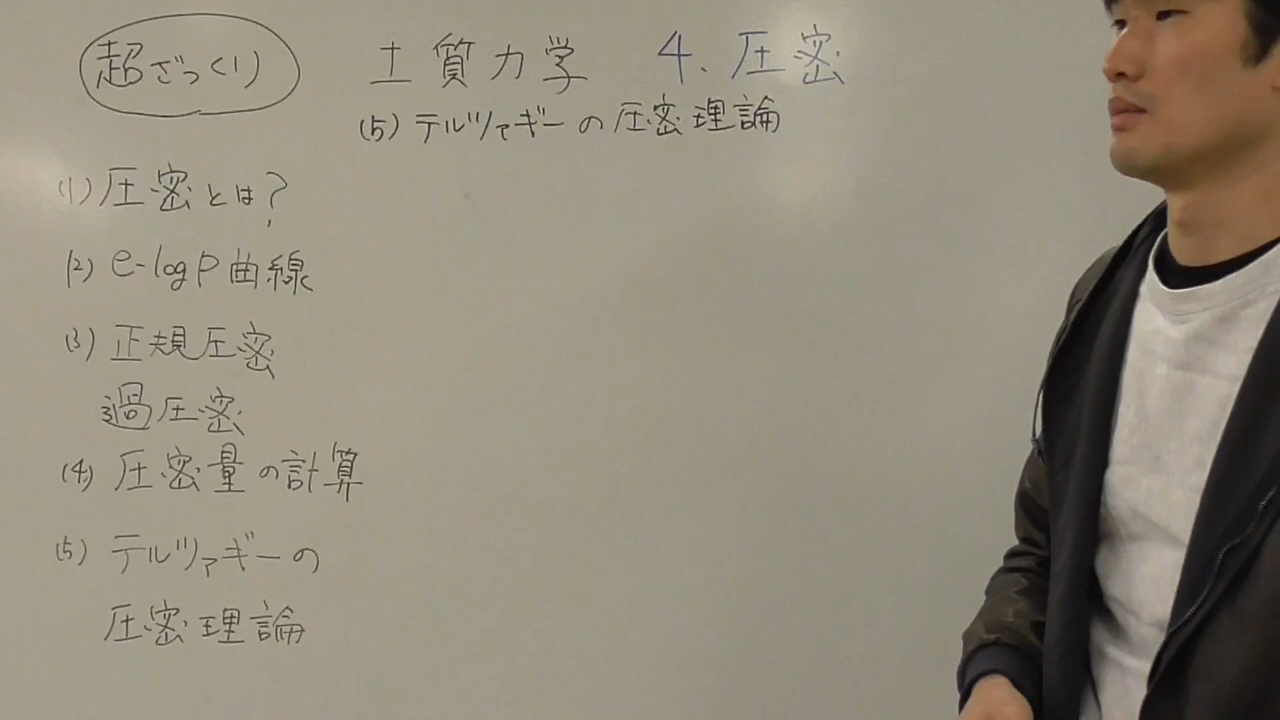 超ざっくり
土質力学 4、圧密
(5) テルツァギーの圧密理論
(1) 圧密とは?
(2) e-logP曲線
(3) 正規圧密
過圧密
(4) 圧密量の計算
(5) テルツァギーの
圧密理論